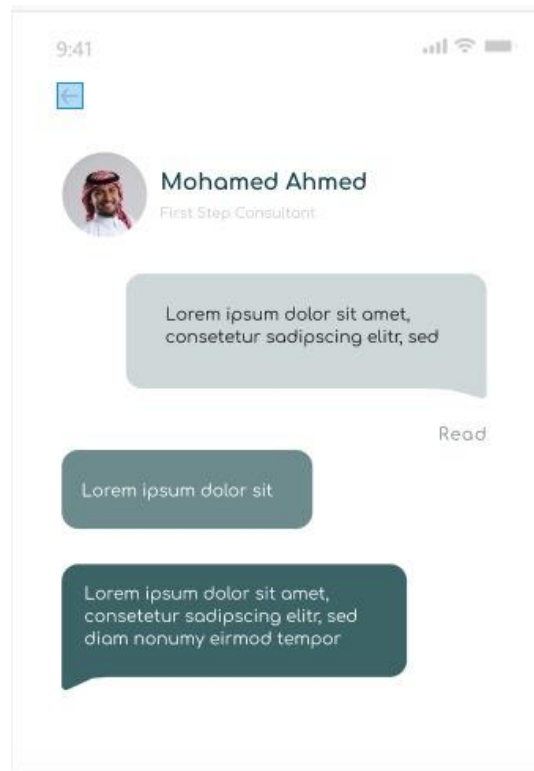 9:41
Mohamed Ahmed
First Step Consultant
Lorem ipsum dolor sit amet,
consetetur sadipscing elitr, sed
Read
Lorem ipsum dolor sit
Lorem ipsum dolor sit amet,
consetetur sadipscing elitr, sed
diam nonumy eirmod tempor